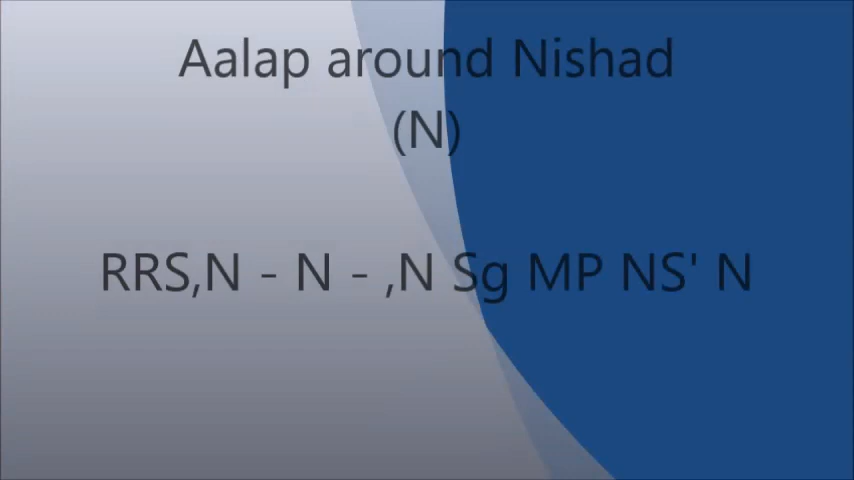 Aalap around Nishad
(N)
RRS,N - N - ,N Sg MP NS' N